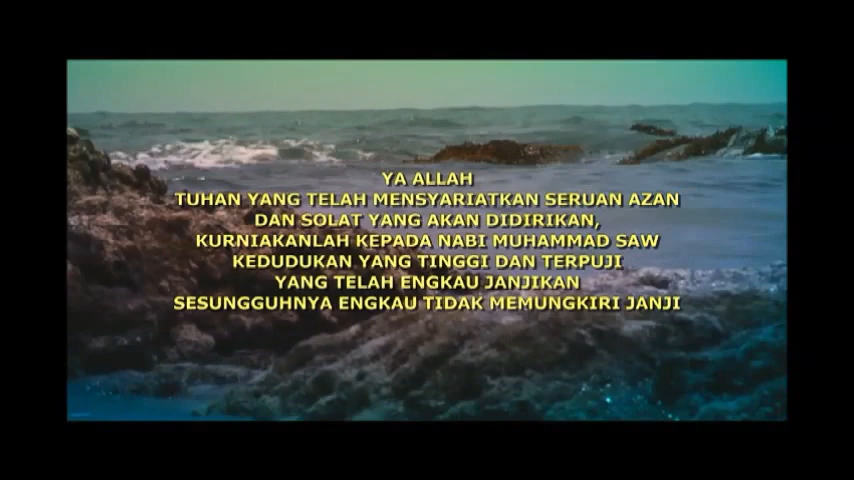 YA ALLAH
TUHAN YANG TELAH MENSYARIATKAN SERUAN AZAN
DAN SOLAT YANG AKAN DIDIRIKAN,
KURNIAKANLAH KEPADA NABI MUHAMMAD SAW
KEDUDUKAN YANG TINGGI DAN TERPUJI
YANG TELAH ENGKAU JANJIKAN
SESUNGGUHNYA ENGKAU TIDAK MEMUNGKIRI JANJI